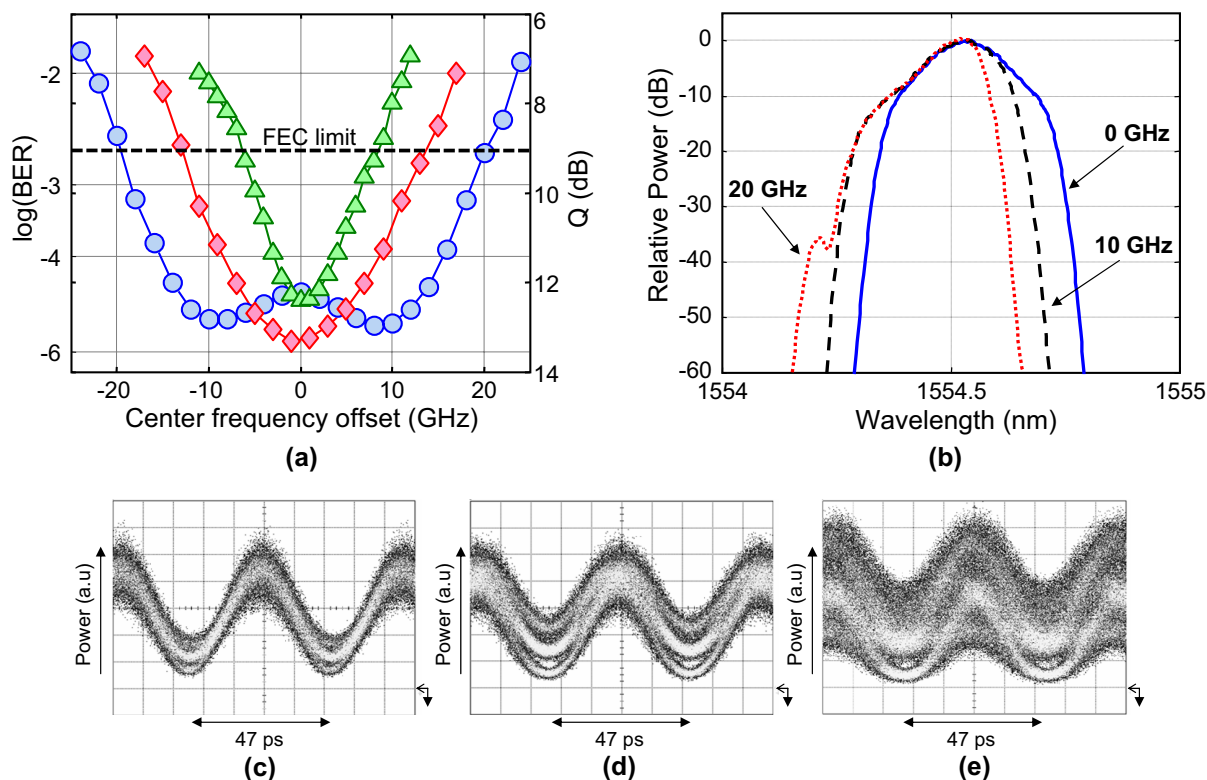 log(BER)
-2
-3
-4
-6
6
8
10
12
14
Q (dB)
FEC limit
-20
-10
0
10
20
Center frequency offset (GHz)
(a)
Relative Power (dB)
0
-10
-20
-30
-40
-50
-60
0 GHz
20 GHz
10 GHz
1554
1554.5
1555
Wavelength (nm)
(b)
Power (a.u)
47 ps
(c)
Power (a.u)
47 ps
(d)
Power (a.u)
47 ps
(e)